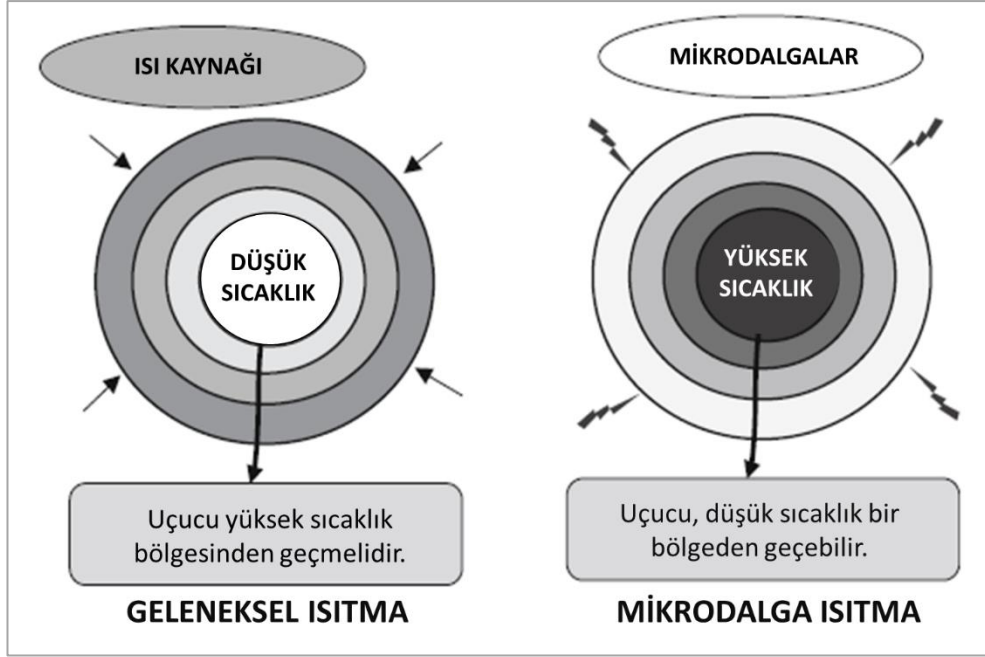 ISI KAYNAĞI
DÜŞÜK
SICAKLIK
Uçucu yüksek sıcaklık
bölgesinden geçmelidir.
GELENEKSEL ISITMA
MİKRODALGALAR
YÜKSEK
SICAKLIK
Uçucu, düşük sıcaklık bir
bölgeden geçebilir.
MİKRODALGA ISITMA